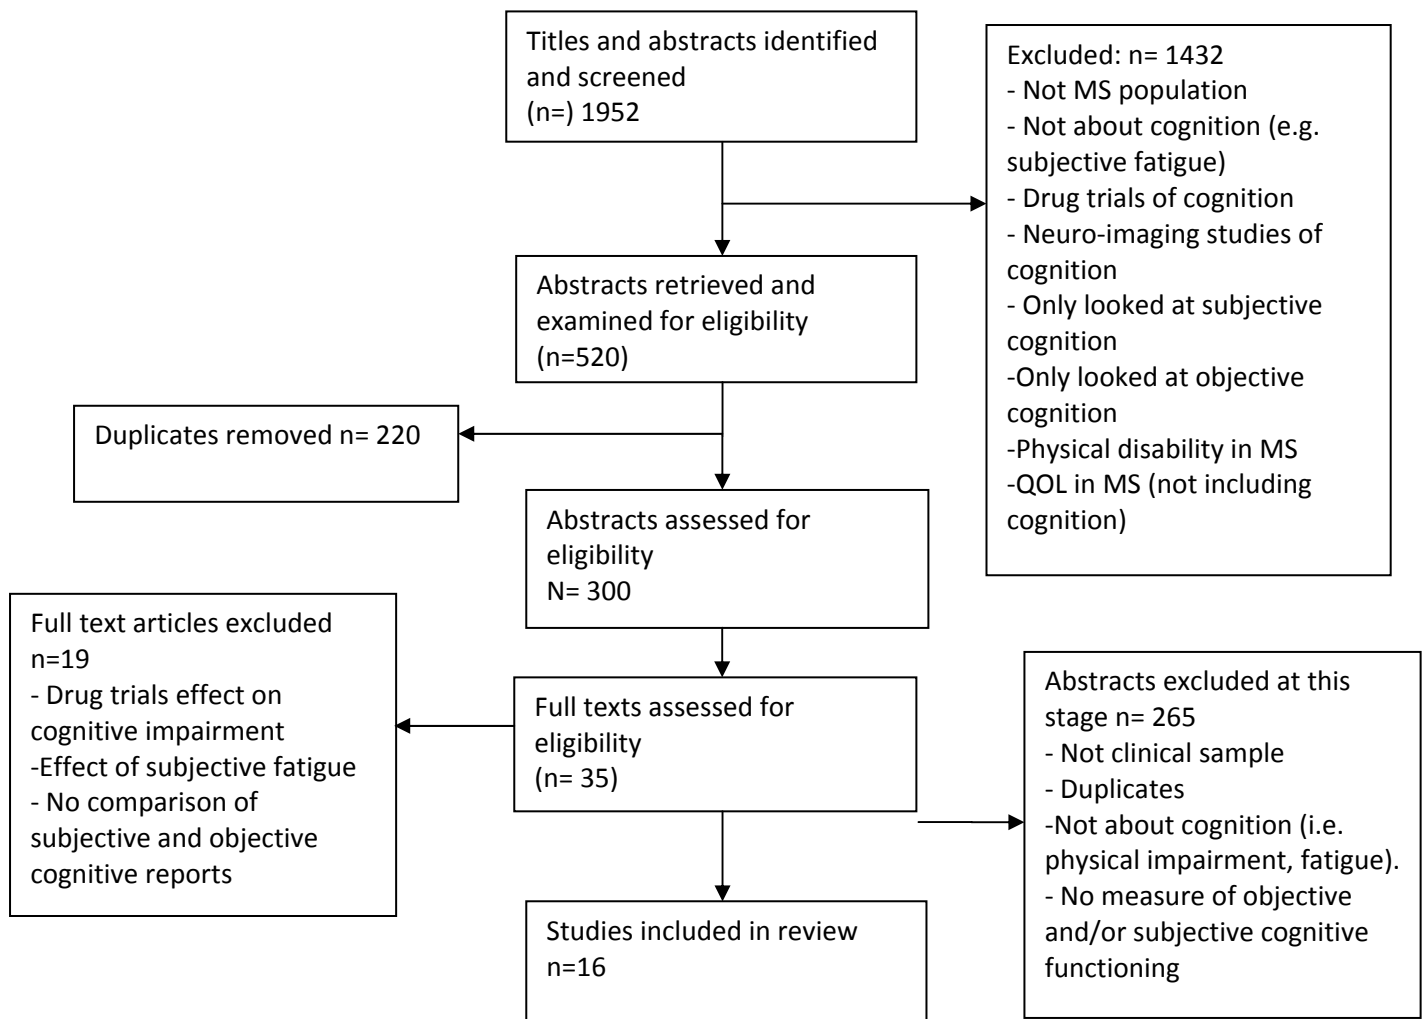 Titles and abstracts identified
and screened
(n=) 1952
Excluded: n= 1432
- Not MS population
- Not about cognition (e.g.
subjective fatigue)
- Drug trials of cognition
- Neuro-imaging studies of
cognition
- Only looked at subjective
cognition
-Only looked at objective
cognition
-Physical disability in MS
-QOL in MS (not including
cognition)
Abstracts retrieved and
examined for eligibility
(n=520)
Duplicates removed n= 220
Abstracts assessed for
eligibility
N= 300
Full text articles excluded
n=19
- Drug trials effect on
cognitive impairment
-Effect of subjective fatigue
- No comparison of
subjective and objective
cognitive reports
Full texts assessed for
eligibility
(n= 35)
Abstracts excluded at this
stage n= 265
- Not clinical sample
- Duplicates
-Not about cognition (i.e.
physical impairment, fatigue).
- No measure of objective
and/or subjective cognitive
functioning
Studies included in review
n=16